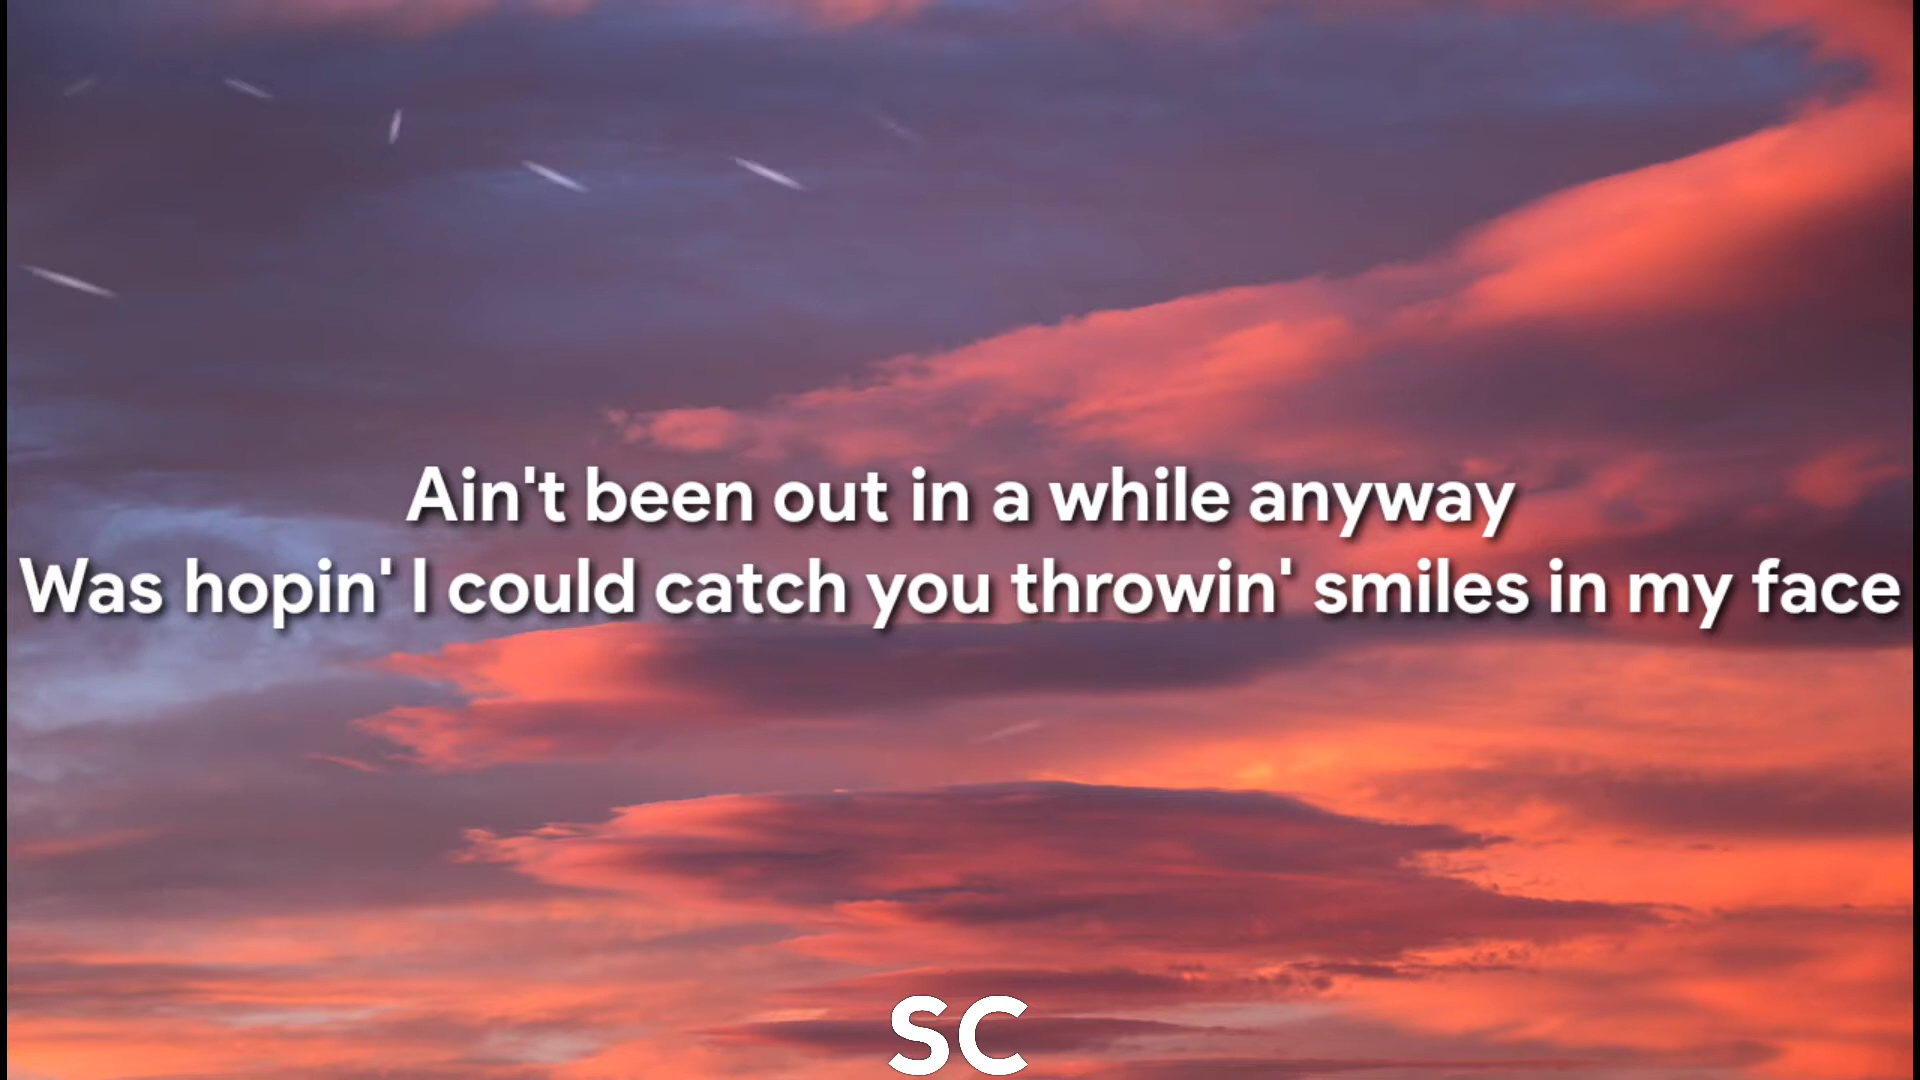 Ain't been out in a while anyway
Was hopin' I could catch you throwin' smiles in my face
SC